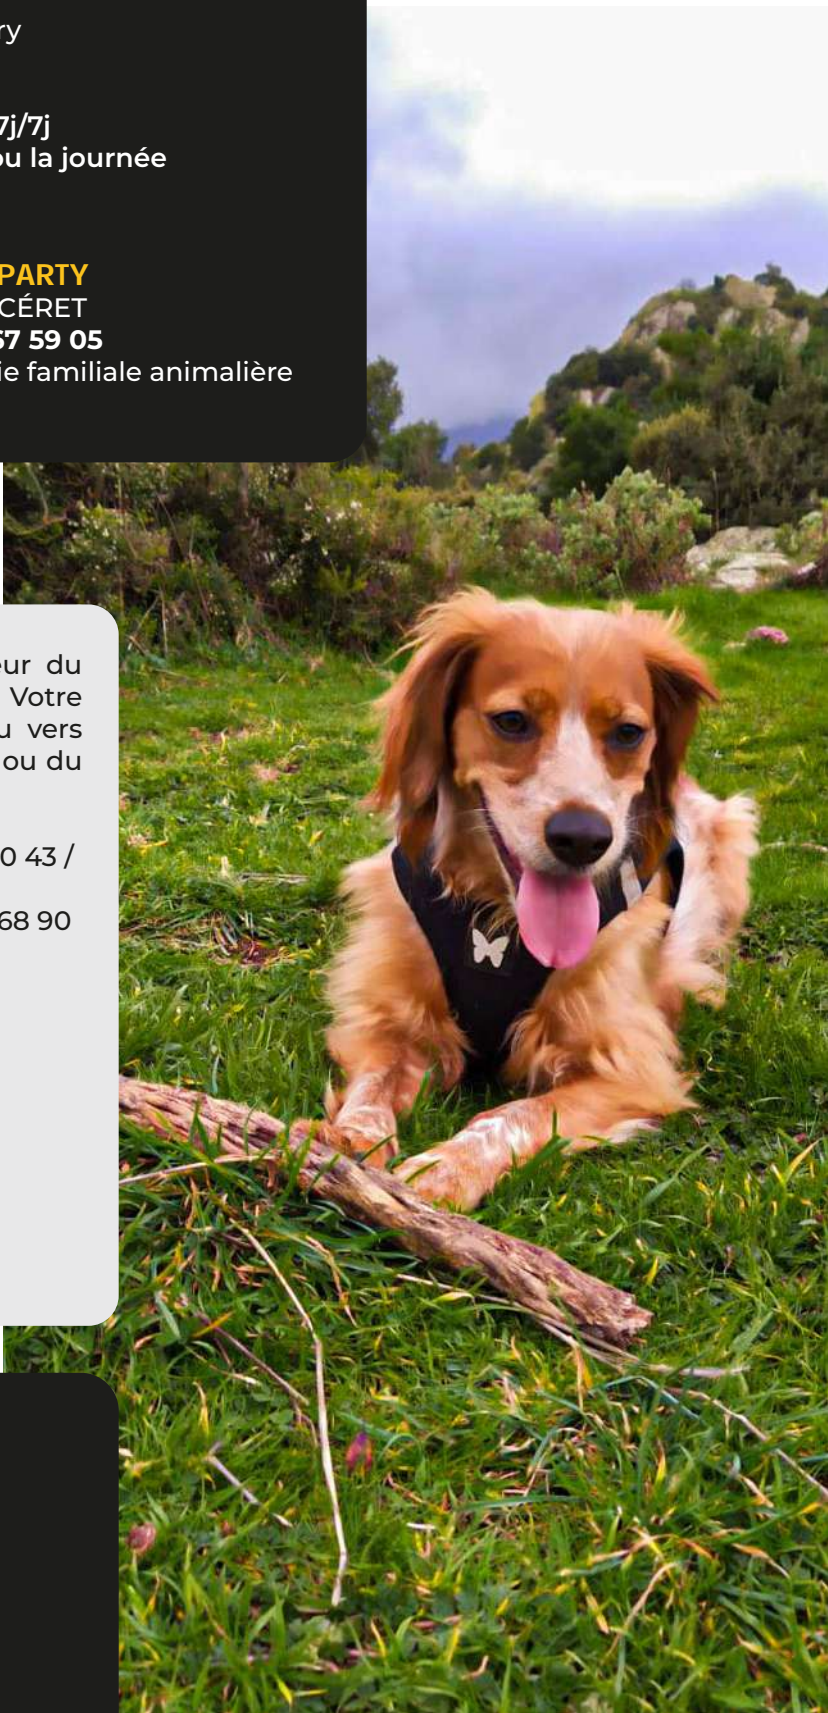 ry
7j/7j
ou la journée
PARTY
CÉRET
67 59 05
ie familiale animalière
eur du
Votre
u vers
ou du
0 43 /
68 90